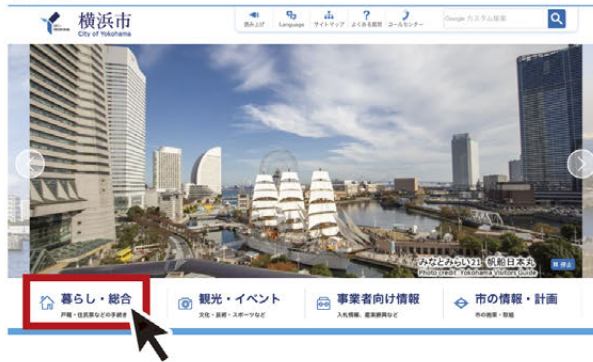 横浜市
City of Yokohama
読み上げ
Language
サイトマップ
よくある質問
コールセンター
Google カスタム検索
みなとみらい21 帆船日本丸
Photo credit : Yokohama Visitors Guide
停止
暮らし・総合
戸籍・住民票などの手続き
観光・イベント
文化・芸術・スポーツなど
事業者向け情報
入札情報、産業振興など
市の情報・計画
市の施策・取組